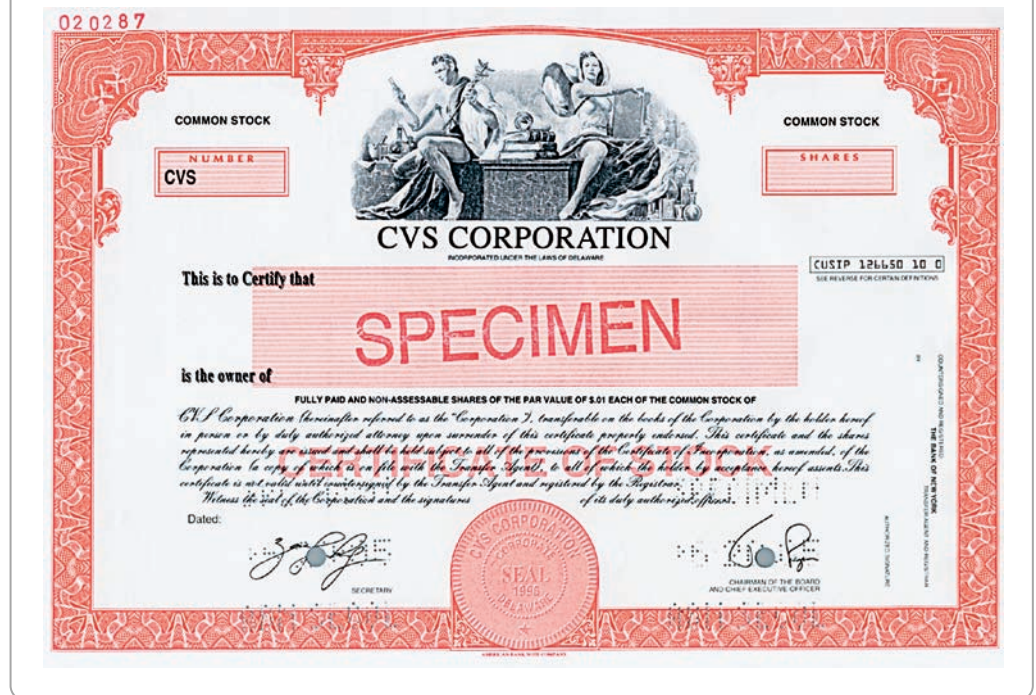 020287
COMMON STOCK
COMMON STOCK
NUMBER
CVS
SHARES
CVS CORPORATION
INCORPORATED UNDER THE LAWS OF DELAWARE
CUSIP 126650 10 0
SEE REVERSE FOR CERTAIN DEFINITIONS
This is to Certify that
SPECIMEN
is the owner of
FULLY PAID AND NON-ASSESSABLE SHARES OF THE PAR VALUE OF $.01 EACH OF THE COMMON STOCK OF
CVS Corporation (hereinafter referred to as the "Corporation"), transferable on the books of the Corporation by the holder hereof
in person or by duly authorized attorney upon surrender of this certificate properly endorsed. This certificate and the shares
represented hereby are issued and shall be held subject to all of the provisions of the Certificate of Incorporation, as amended, of the
Corporation (a copy of which is on file with the Transfer Agent), to all of which the holder by acceptance hereof assents. This
certificate is not valid until countersigned by the Transfer Agent and registered by the Registrar.
CERTIFICATE OF STOCK
Witness the seal of the Corporation and the signatures of its duly authorized officers.
Dated:
SECRETARY
CVS CORPORATION
CORPORATE
SEAL
1996
DELAWARE
CHAIRMAN OF THE BOARD
AND CHIEF EXECUTIVE OFFICER
COUNTERSIGNED AND REGISTERED:
THE BANK OF NEW YORK
TRANSFER AGENT AND REGISTRAR
AUTHORIZED SIGNATURE
AMERICAN BANK NOTE COMPANY